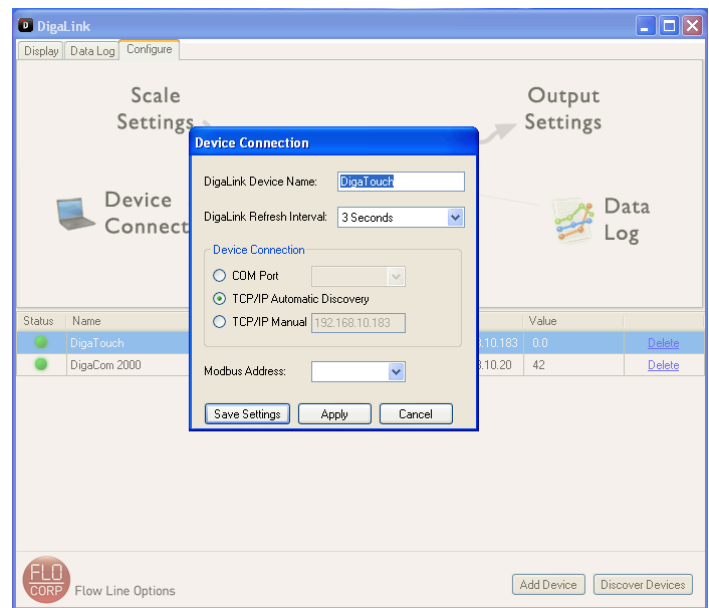 DigaLink
Display Data Log Configure
Scale Settings
Output Settings
Device Connect
Data Log
Device Connection
DigaLink Device Name: DigaTouch
DigaLink Refresh Interval: 3 Seconds
Device Connection
COM Port
TCP/IP Automatic Discovery
TCP/IP Manual 192.168.10.183
Modbus Address:
Save Settings Apply Cancel
Status Name Value
DigaTouch .10.183 0.0 Delete
DigaCom 2000 .10.20 42 Delete
FLO CORP Flow Line Options
Add Device Discover Devices